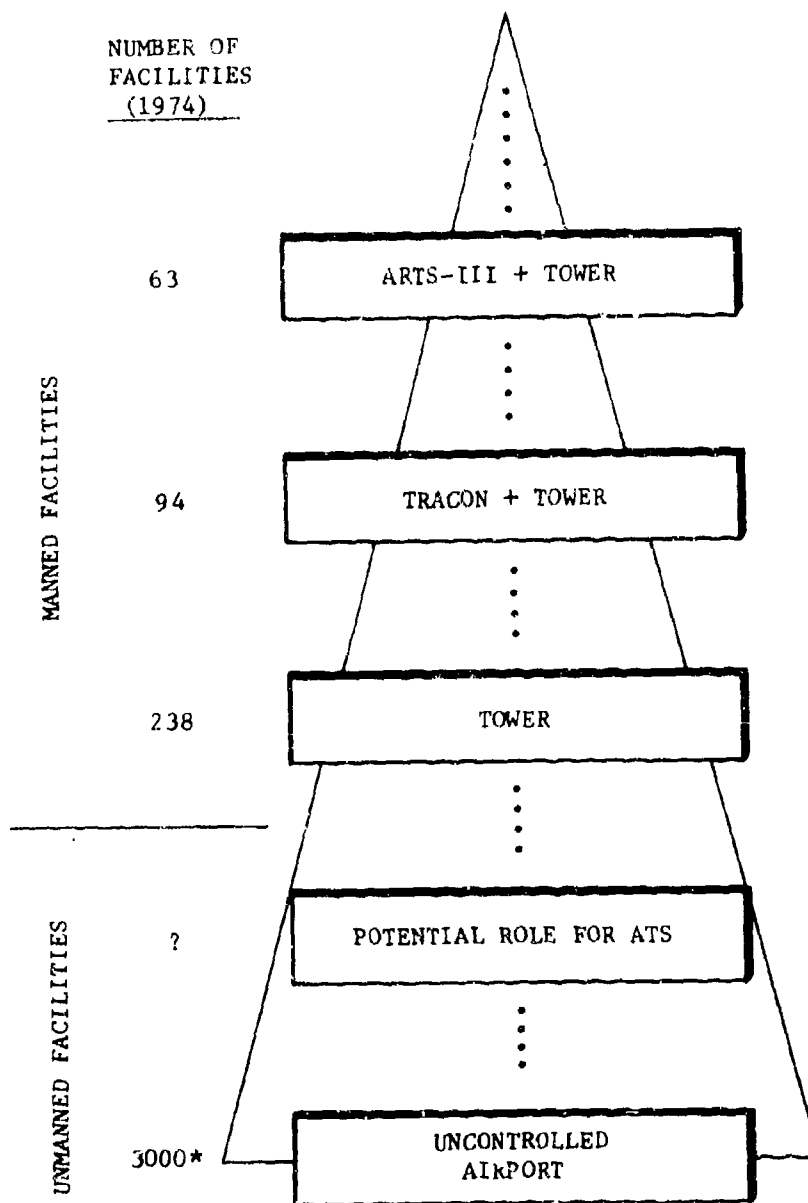 NUMBER OF
FACILITIES
(1974)
63
ARTS-III + TOWER
MANNED FACILITIES
94
TRACON + TOWER
238
TOWER
UNMANNED FACILITIES
?
POTENTIAL ROLE FOR ATS
3000*
UNCONTROLLED
AIRPORT